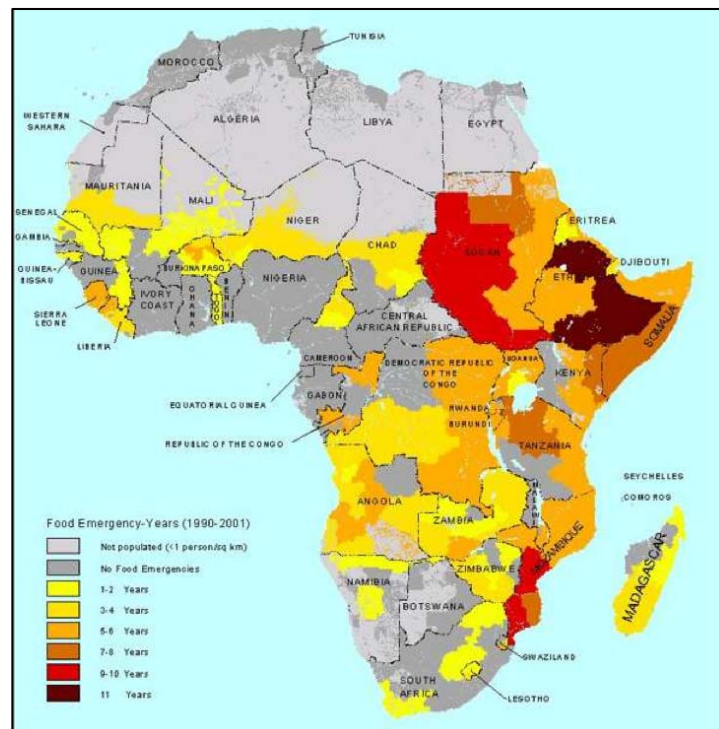 TUNISIA
MOROCCO
WESTERN
SAHARA
ALGERIA
LIBYA
EGYPT
MAURITANIA
MALI
NIGER
SENEGAL
CHAD
SUDAN
ERITREA
GAMBIA
DJIBOUTI
GUINEA-
BISSAU
GUINEA
BURKINA FASO
NIGERIA
BENIN
TOGO
GHANA
IVORY
COAST
SIERRA
LEONE
LIBERIA
CENTRAL
AFRICAN REPUBLIC
SOMALIA
CAMEROON
DEMOCRATIC REPUBLIC
OF THE
CONGO
UGANDA
KENYA
GABON
EQUATORIAL GUINEA
RWANDA
BURUNDI
REPUBLIC OF THE CONGO
TANZANIA
SEYCHELLES
COMOROS
ANGOLA
MALAWI
ZAMBIA
MOZAMBIQUE
ZIMBABWE
MADAGASCAR
NAMIBIA
BOTSWANA
SWAZILAND
SOUTH
AFRICA
LESOTHO
Food Emergency-Years (1990-2001)
Not populated (<1 person/sq km)
No Food Emergencies
1-2 Years
3-4 Years
5-6 Years
7-8 Years
9-10 Years
11 Years